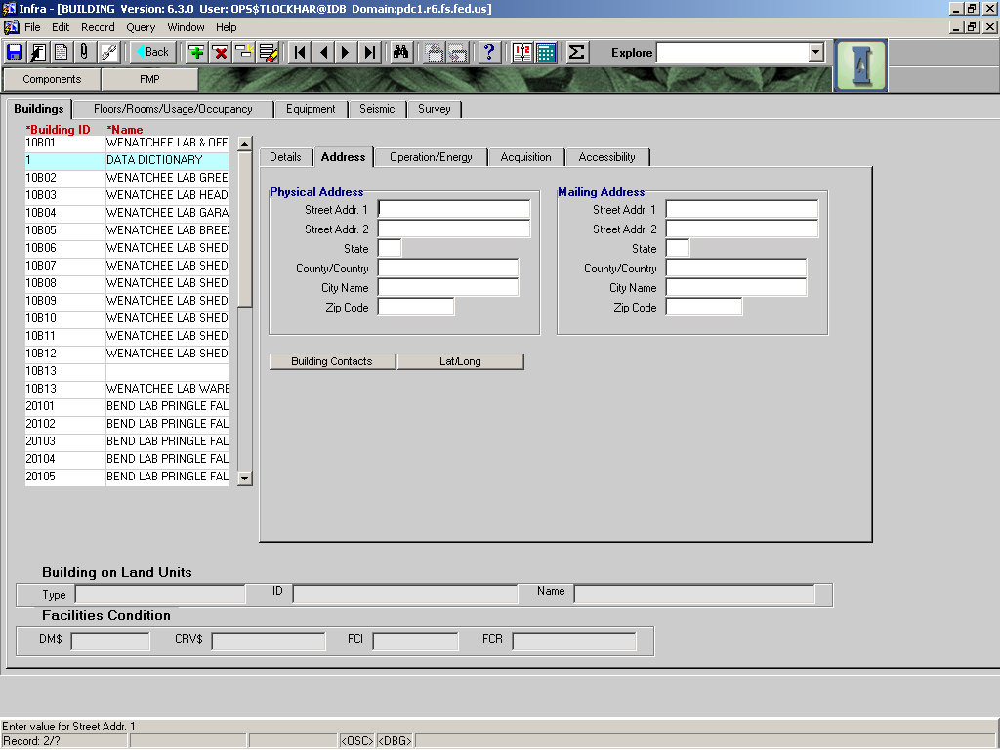 Infra - [BUILDING Version: 6.3.0 User: OPS$TLOCKHAR@IDB Domain:pdc1.r6.fs.fed.us]
File Edit Record Query Window Help
Back Explore
Components FMP
Buildings Floors/Rooms/Usage/Occupancy Equipment Seismic Survey
*Building ID *Name
10B01 WENATCHEE LAB & OFF
1 DATA DICTIONARY
10B02 WENATCHEE LAB GREE
10B03 WENATCHEE LAB HEAD
10B04 WENATCHEE LAB GARA
10B05 WENATCHEE LAB BREE
10B06 WENATCHEE LAB SHED
10B07 WENATCHEE LAB SHED
10B08 WENATCHEE LAB SHED
10B09 WENATCHEE LAB SHED
10B10 WENATCHEE LAB SHED
10B11 WENATCHEE LAB SHED
10B12 WENATCHEE LAB SHED
10B13
10B13 WENATCHEE LAB WARE
20101 BEND LAB PRINGLE FAL
20102 BEND LAB PRINGLE FAL
20103 BEND LAB PRINGLE FAL
20104 BEND LAB PRINGLE FAL
20105 BEND LAB PRINGLE FAL
Details Address Operation/Energy Acquisition Accessibility
Physical Address
Street Addr. 1
Street Addr. 2
State
County/Country
City Name
Zip Code
Mailing Address
Street Addr. 1
Street Addr. 2
State
County/Country
City Name
Zip Code
Building Contacts Lat/Long
Building on Land Units
Type ID Name
Facilities Condition
DM$ CRV$ FCI FCR
Enter value for Street Addr. 1
Record: 2/? <OSC> <DBG>